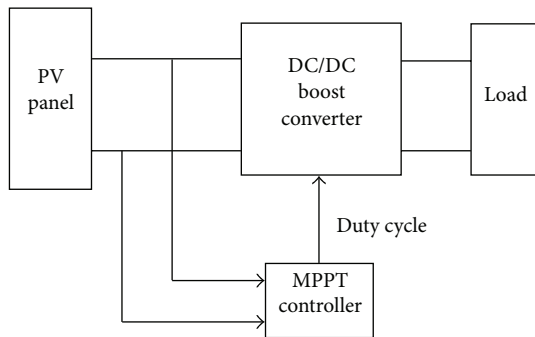 PV
panel
DC/DC
boost
converter
Load
Duty cycle
MPPT
controller